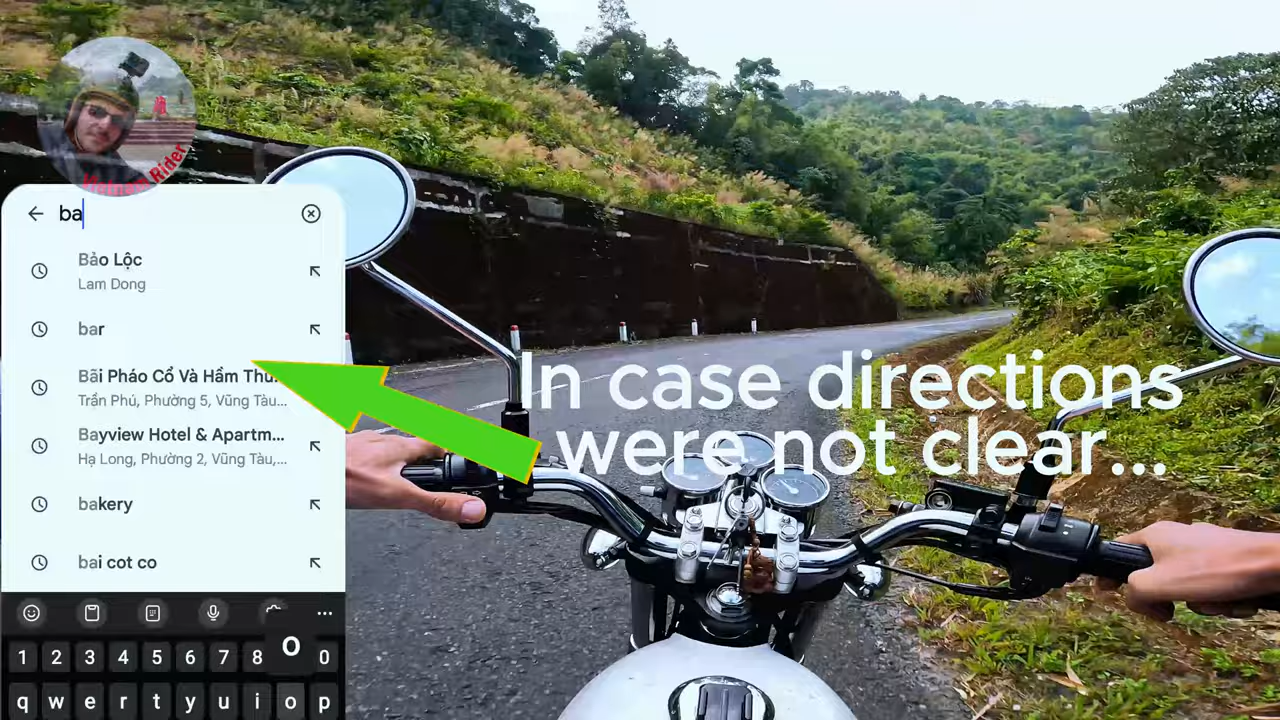 Vietnam Rider
ba
Bảo Lộc
Lam Dong
bar
Bãi Pháo Cổ Và Hầm Thu...
Trần Phú, Phường 5, Vũng Tàu...
Bayview Hotel & Apartm...
Hạ Long, Phường 2, Vũng Tàu,...
bakery
bai cot co
In case directions
were not clear...
o
1 2 3 4 5 6 7 8 0
q w e r t y u i o p